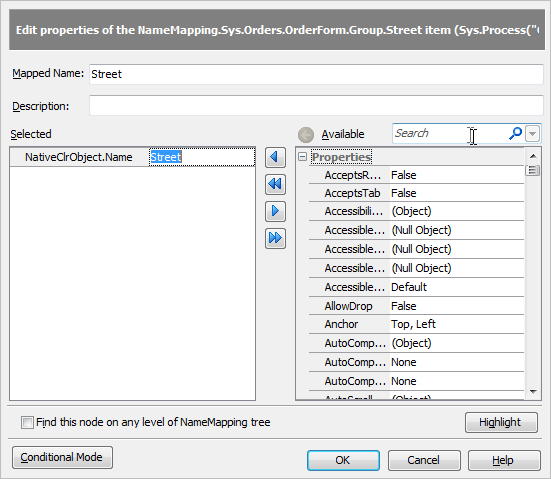 Edit properties of the NameMapping.Sys.Orders.OrderForm.Group.Street item (Sys.Process("
Mapped Name: Street
Description:
Selected
Available Search
NativeClrObject.Name Street
Properties
AcceptsR... False
AcceptsTab False
Accessibili... (Object)
Accessible... (Null Object)
Accessible... (Null Object)
Accessible... (Null Object)
Accessible... Default
AllowDrop False
Anchor Top, Left
AutoComp... (Object)
AutoComp... None
AutoComp... None
AutoScroll (Object)
Find this node on any level of NameMapping tree
Highlight
Conditional Mode
OK Cancel Help